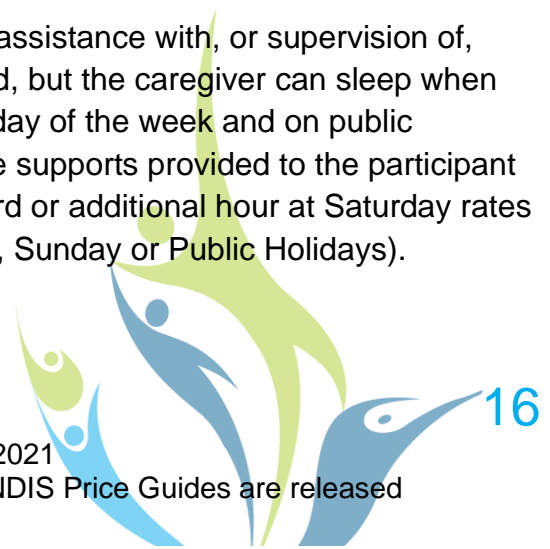 assistance with, or supervision of,
d, but the caregiver can sleep when
day of the week and on public
e supports provided to the participant
rd or additional hour at Saturday rates
, Sunday or Public Holidays).
16
2021
NDIS Price Guides are released